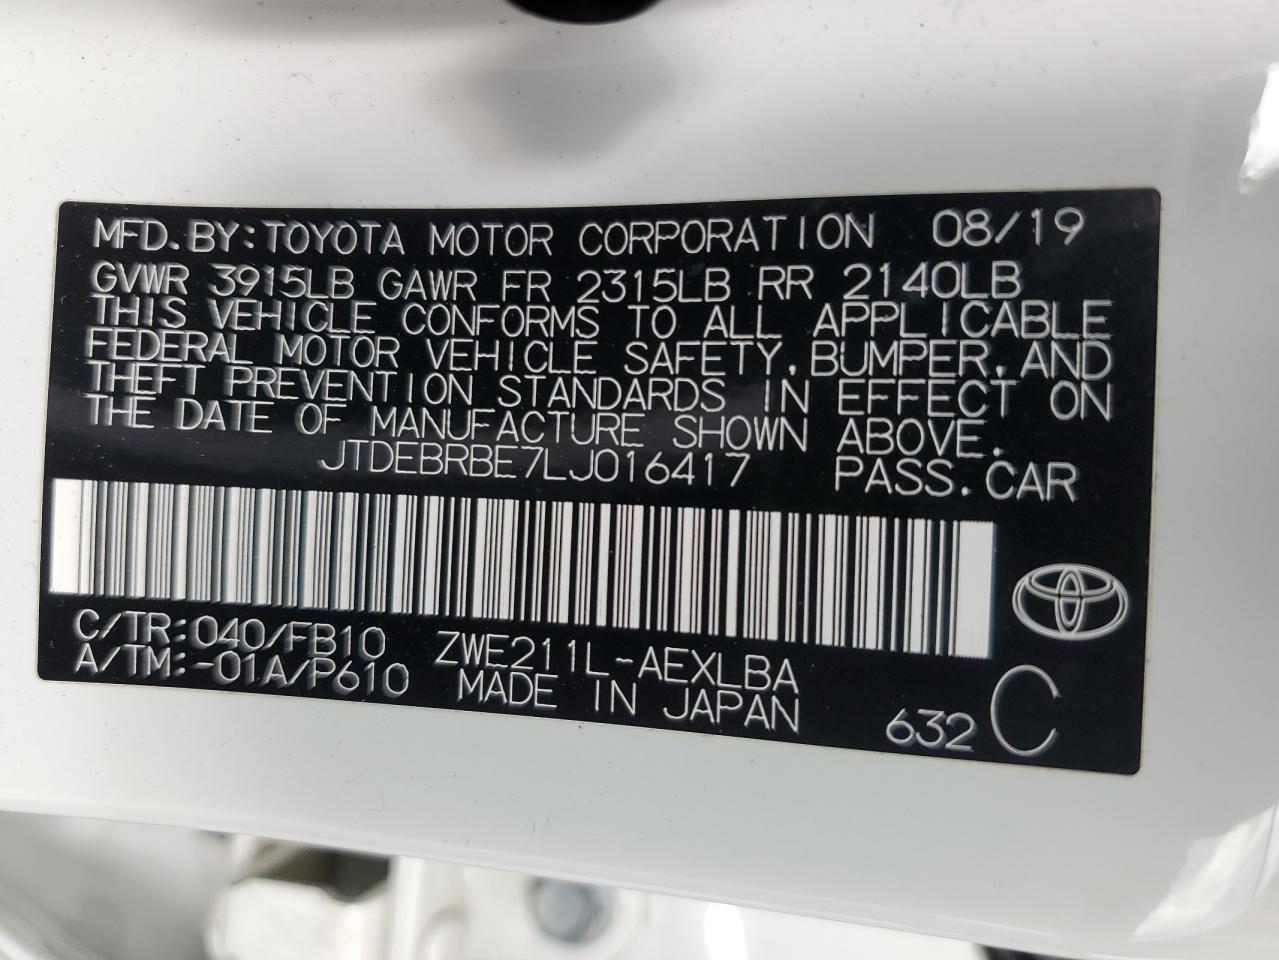 MFD. BY: TOYOTA MOTOR CORPORATION 08/19
GVWR 3915LB GAWR FR 2315LB RR 2140LB
THIS VEHICLE CONFORMS TO ALL APPLICABLE
FEDERAL MOTOR VEHICLE SAFETY, BUMPER, AND
THEFT PREVENTION STANDARDS IN EFFECT ON
THE DATE OF MANUFACTURE SHOWN ABOVE.
JTDEBRBE7LJ016417 PASS. CAR
C/TR: 040/FB10 ZWE211L-AEXLBA
A/TM: -01A/P610 MADE IN JAPAN 632 C